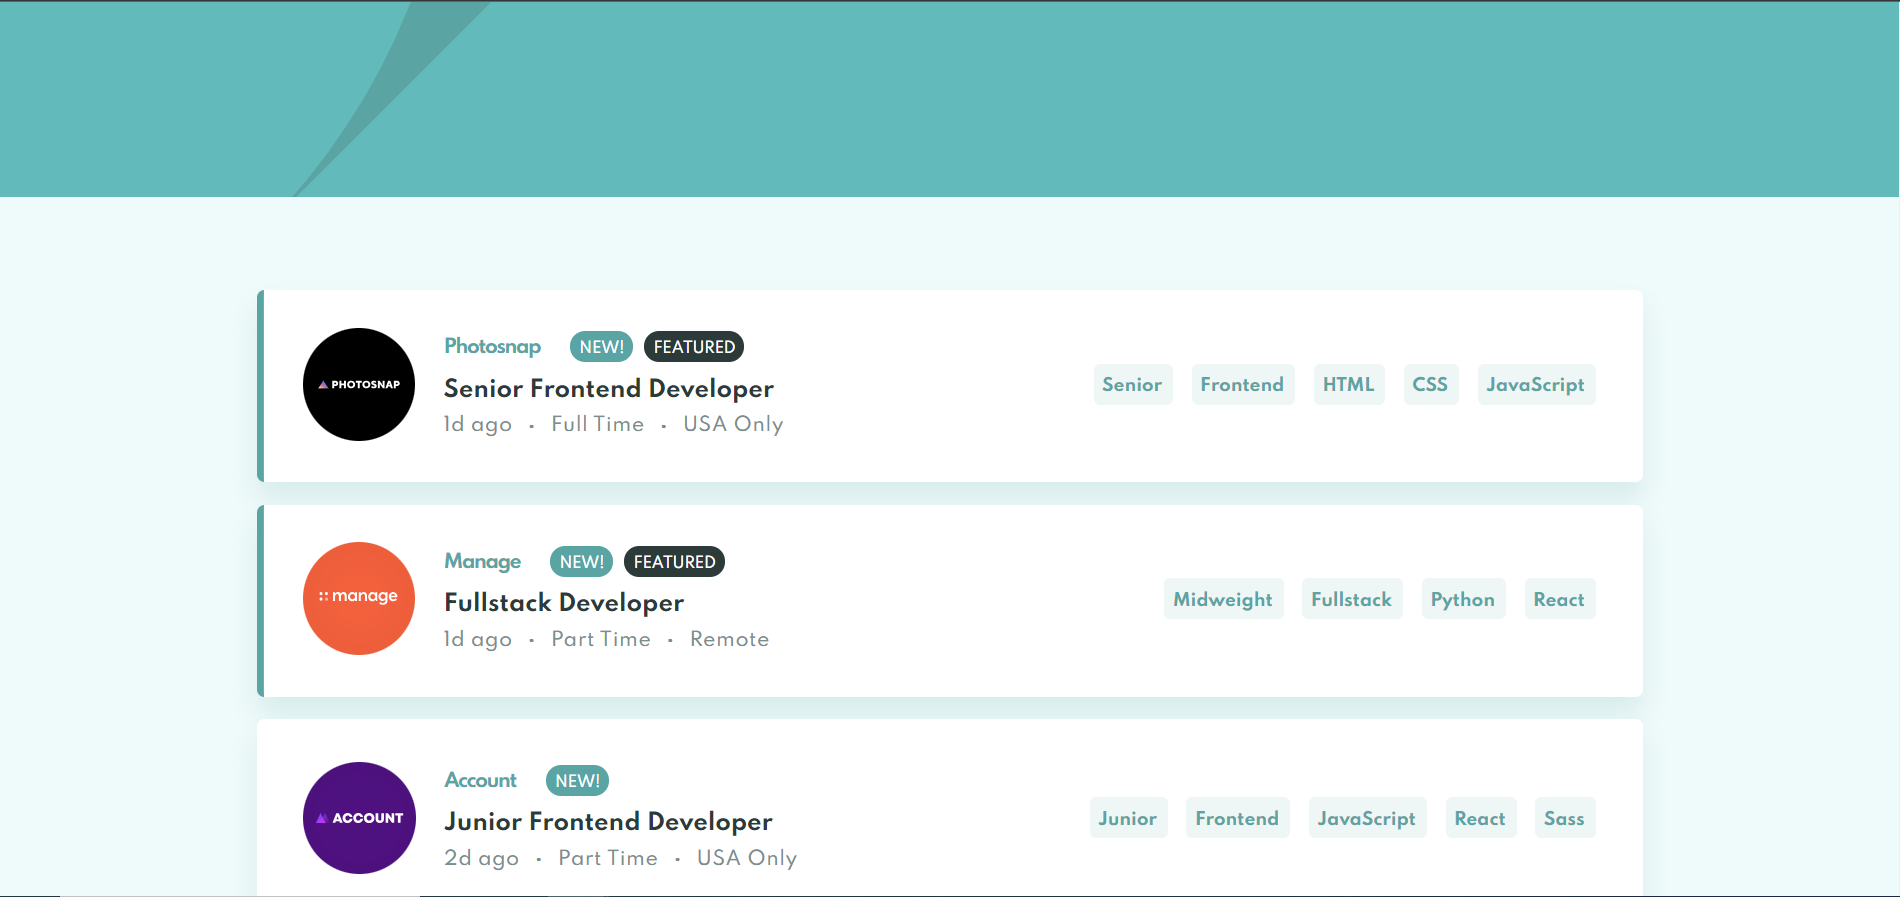 PHOTOSNAP
Photosnap NEW! FEATURED
Senior Frontend Developer
1d ago · Full Time · USA Only
Senior Frontend HTML CSS JavaScript
manage
Manage NEW! FEATURED
Fullstack Developer
1d ago · Part Time · Remote
Midweight Fullstack Python React
ACCOUNT
Account NEW!
Junior Frontend Developer
2d ago · Part Time · USA Only
Junior Frontend JavaScript React Sass